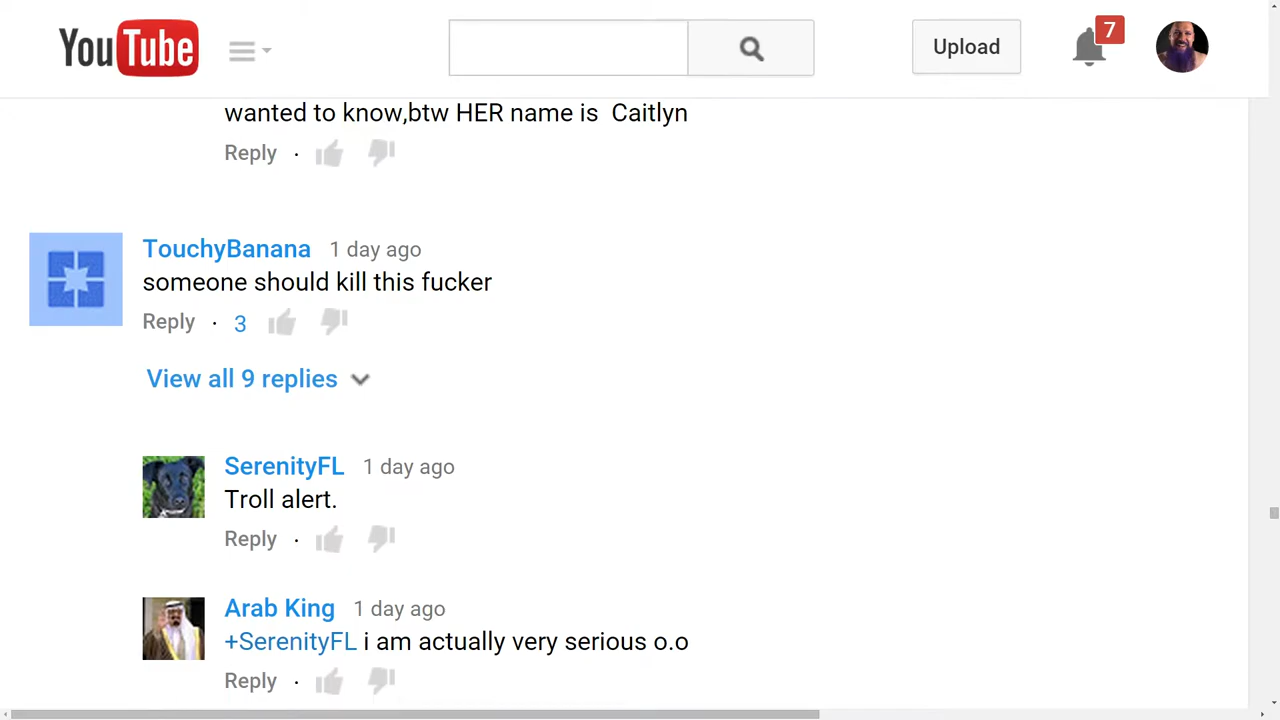 YouTube
Upload
7
wanted to know,btw HER name is  Caitlyn
Reply ·
TouchyBanana 1 day ago
someone should kill this fucker
Reply · 3
View all 9 replies
SerenityFL 1 day ago
Troll alert.
Reply ·
Arab King 1 day ago
+SerenityFL i am actually very serious o.o
Reply ·